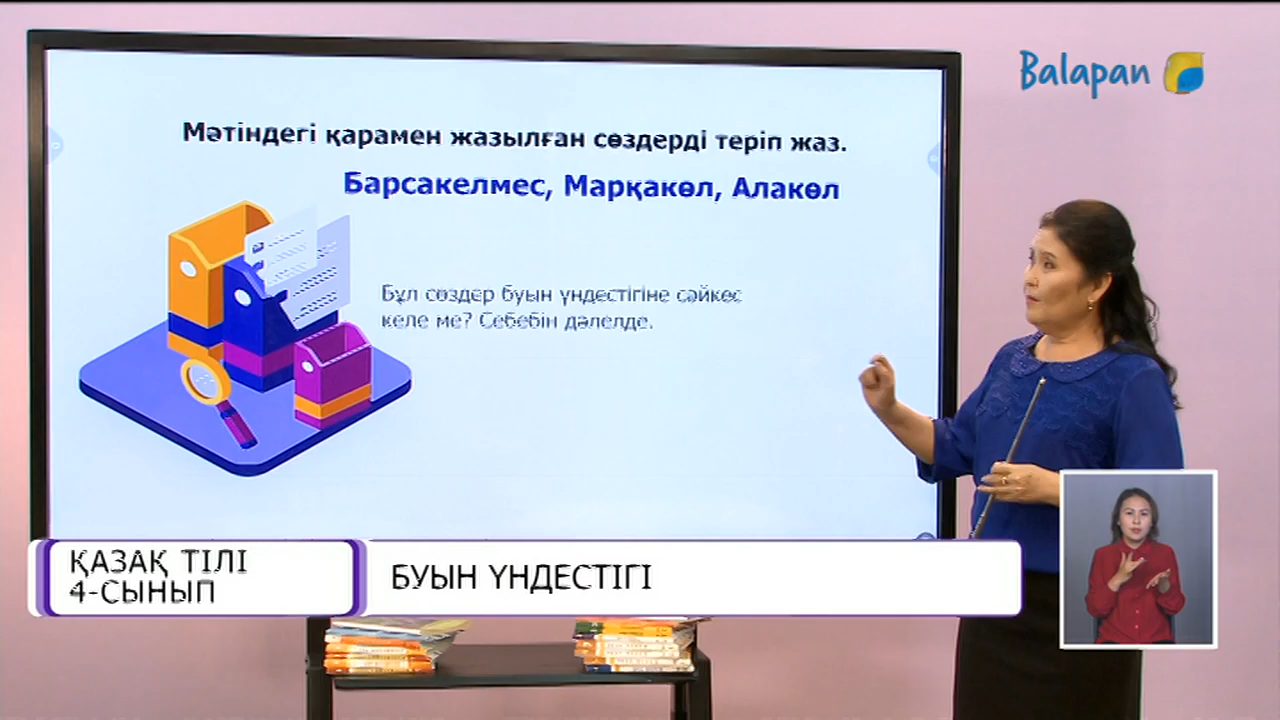 Balapan
Мәтіндегі қарамен жазылған сөздерді теріп жаз.
Барсакелмес, Марқакөл, Алакөл
Бұл сөздер буын үндестігіне сәйкес
келе ме? Себебін дәлелде.
ҚАЗАҚ ТІЛІ
4-СЫНЫП
БУЫН ҮНДЕСТІГІ